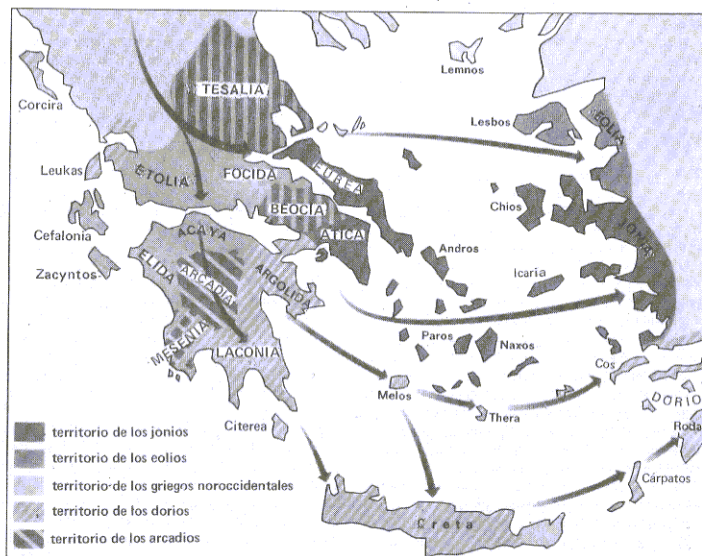 Lemnos
TESALIA
Corcira
Lesbos
EOLIA
EUBEA
Leukas
ETOLIA
FOCIDA
BEOCIA
Chios
JONIA
ATICA
Cefalonia
ACAYA
Andros
Zacyntos
ELIDA
ARCADIA
ARGOLIDA
Icaria
MESENIA
LACONIA
Paros
Naxos
Cos
Melos
Thera
DORIO
Citerea
Roda
Cárpatos
Creta
territorio de los jonios
territorio de los eolios
territorio de los griegos noroccidentales
territorio de los dorios
territorio de los arcadios